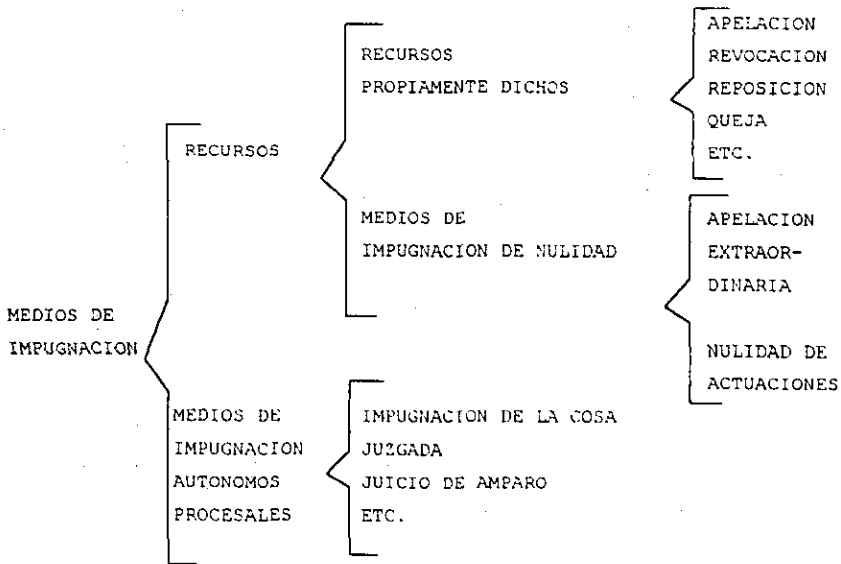 MEDIOS DE
IMPUGNACION
RECURSOS
RECURSOS
PROPIAMENTE DICHOS
APELACION
REVOCACION
REPOSICION
QUEJA
ETC.
MEDIOS DE
IMPUGNACION DE NULIDAD
APELACION
EXTRAOR-
DINARIA
NULIDAD DE
ACTUACIONES
MEDIOS DE
IMPUGNACION
AUTONOMOS
PROCESALES
IMPUGNACION DE LA COSA
JUZGADA
JUICIO DE AMPARO
ETC.